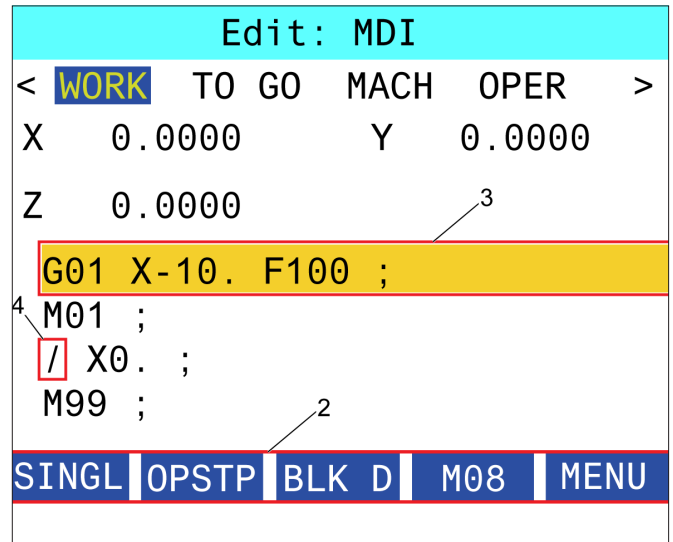 Edit: MDI
< WORK TO GO MACH OPER >
X 0.0000 Y 0.0000
Z 0.0000
3
G01 X-10. F100 ;
4
M01 ;
/ X0. ;
M99 ;
2
SINGL OPSTP BLK D M08 MENU